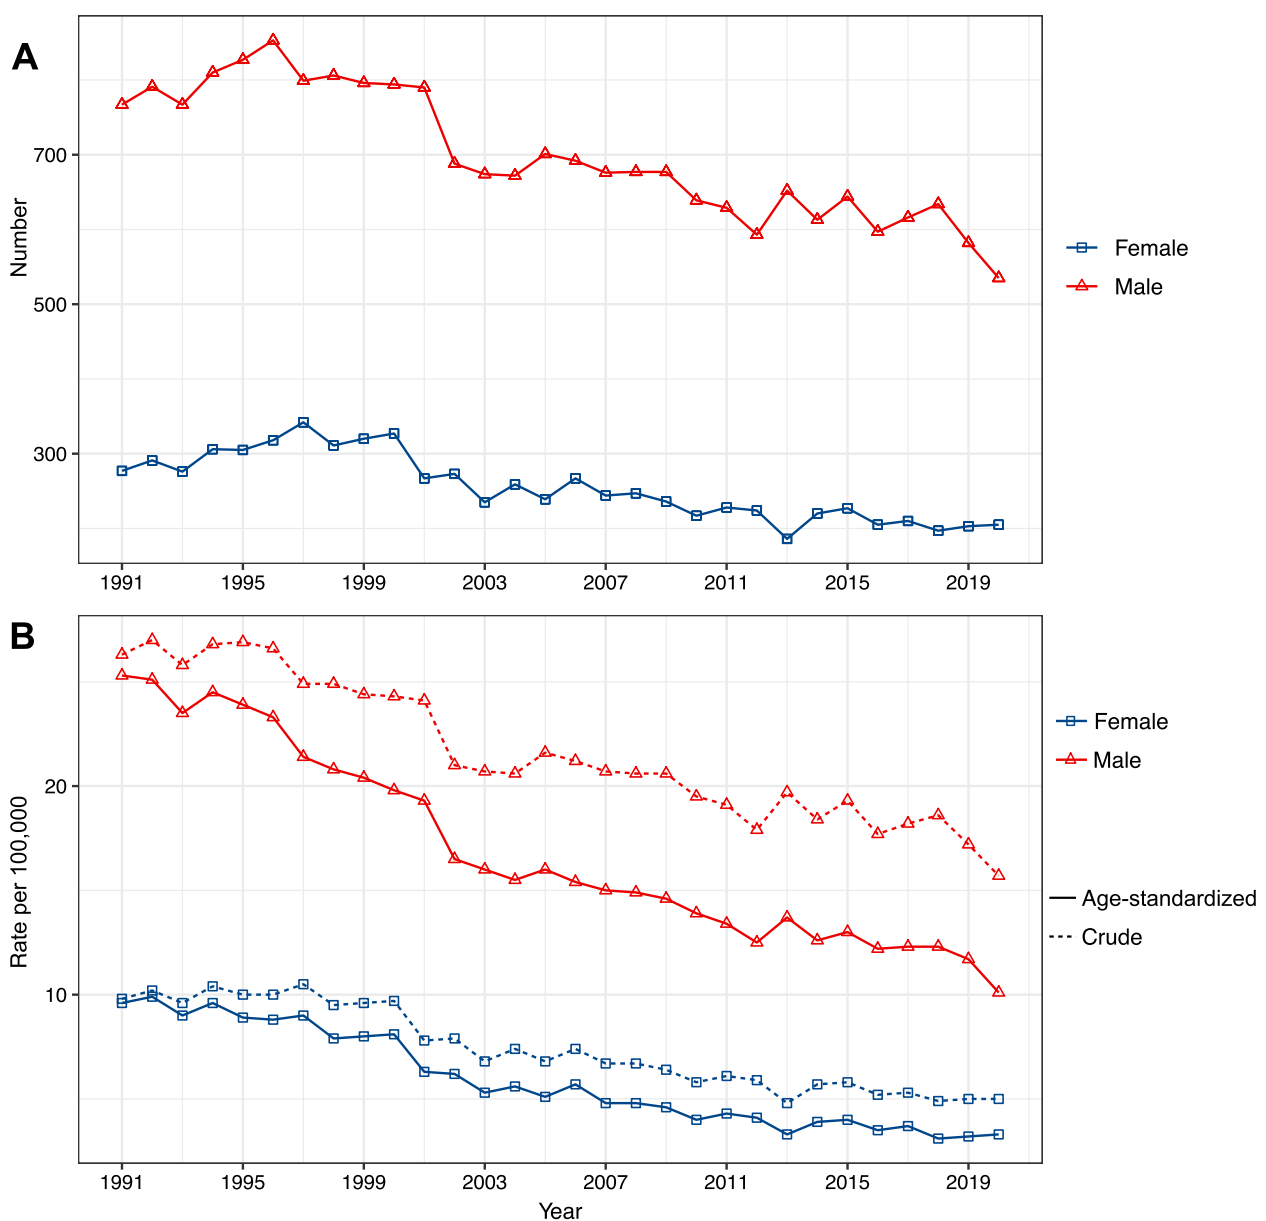 A
Number
700
500
300
1991 1995 1999 2003 2007 2011 2015 2019
Female
Male
B
Rate per 100,000
20
10
1991 1995 1999 2003 2007 2011 2015 2019
Year
Female
Male
Age-standardized
Crude